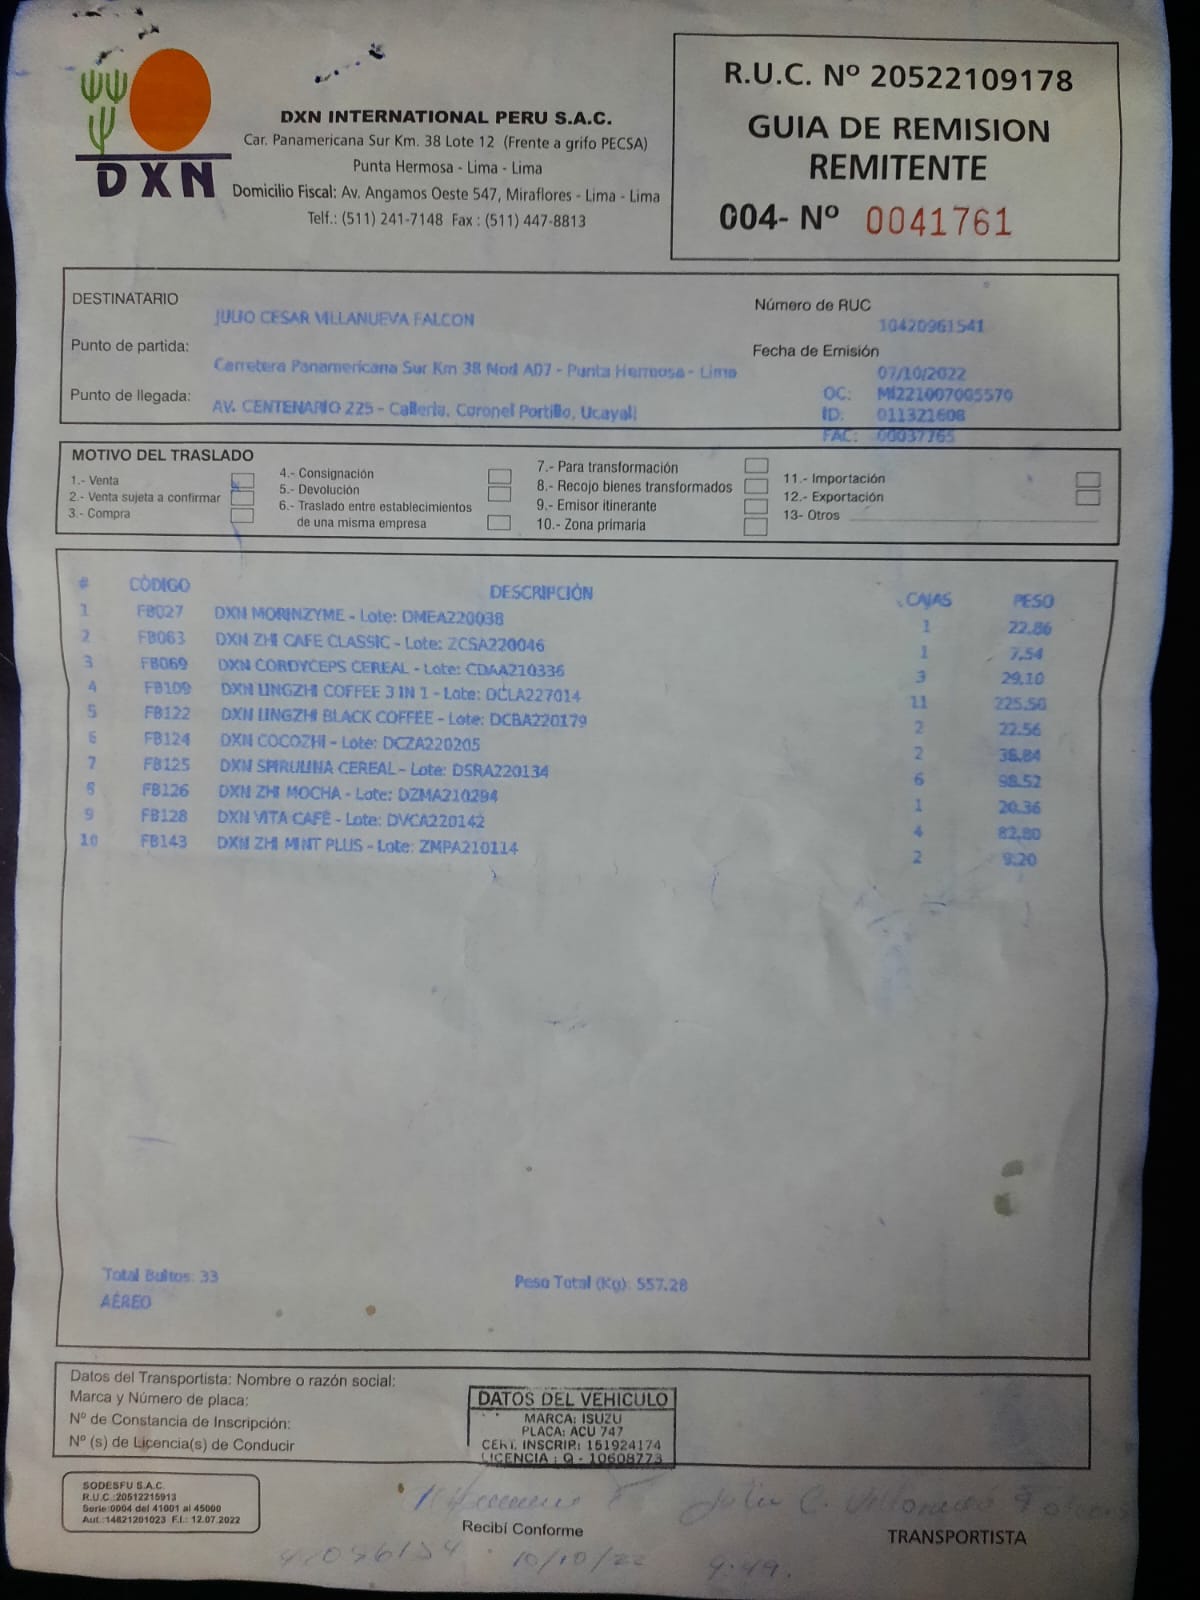 DXN
DXN INTERNATIONAL PERU S.A.C.
Car. Panamericana Sur Km. 38 Lote 12 (Frente a grifo PECSA)
Punta Hermosa - Lima - Lima
Domicilio Fiscal: Av. Angamos Oeste 547, Miraflores - Lima - Lima
Telf.: (511) 241-7148 Fax : (511) 447-8813
R.U.C. Nº 20522109178
GUIA DE REMISION
REMITENTE
004- Nº 0041761
DESTINATARIO
JULIO CESAR VILLANUEVA FALCON
Número de RUC
10420961541
Punto de partida:
Carretera Panamericana Sur Km 38 Mod A07 - Punta Hermosa - Lima
Fecha de Emisión
07/10/2022
Punto de llegada:
AV. CENTENARIO 225 - Calleria, Coronel Portillo, Ucayali
OC: MI221007005570
ID: 011321608
FAC: 00037765
MOTIVO DEL TRASLADO
1.- Venta
2.- Venta sujeta a confirmar
3.- Compra
4.- Consignación
5.- Devolución
6.- Traslado entre establecimientos
de una misma empresa
7.- Para transformación
8.- Recojo bienes transformados
9.- Emisor itinerante
10.- Zona primaria
11.- Importación
12.- Exportación
13- Otros
# CÓDIGO DESCRIPCIÓN CAJAS PESO
1 FB027 DXN MORINZYME - Lote: DMEA220038 1 22.86
2 FB063 DXN ZHI CAFE CLASSIC - Lote: ZCSA220046 1 7.54
3 FB069 DXN CORDYCEPS CEREAL - Lote: CDAA210336 3 29.10
4 FB109 DXN LINGZHI COFFEE 3 IN 1 - Lote: DCLA227014 11 225.50
5 FB122 DXN LINGZHI BLACK COFFEE - Lote: DCBA220179 2 22.56
6 FB124 DXN COCOZHI - Lote: DCZA220205 2 38.84
7 FB125 DXN SPIRULINA CEREAL - Lote: DSRA220134 6 98.52
8 FB126 DXN ZHI MOCHA - Lote: DZMA210294 1 20.36
9 FB128 DXN VITA CAFÉ - Lote: DVCA220142 4 82.80
10 FB143 DXN ZHI MINT PLUS - Lote: ZMPA210114 2 9.20
Total Bultos: 33
Peso Total (Kg): 557.28
AÉREO
Datos del Transportista: Nombre o razón social:
Marca y Número de placa:
Nº de Constancia de Inscripción:
Nº (s) de Licencia(s) de Conducir
DATOS DEL VEHICULO
MARCA: ISUZU
PLACA: ACU 747
CERT. INSCRIP: 151924174
LICENCIA : Q - 10608773
SODESFU S.A.C.
R.U.C.:20512215913
Serie:0004 del 41001 al 45000
Aut.:14821201023 F.I.: 12.07.2022
Recibí Conforme
TRANSPORTISTA
10/10/22 9:49.